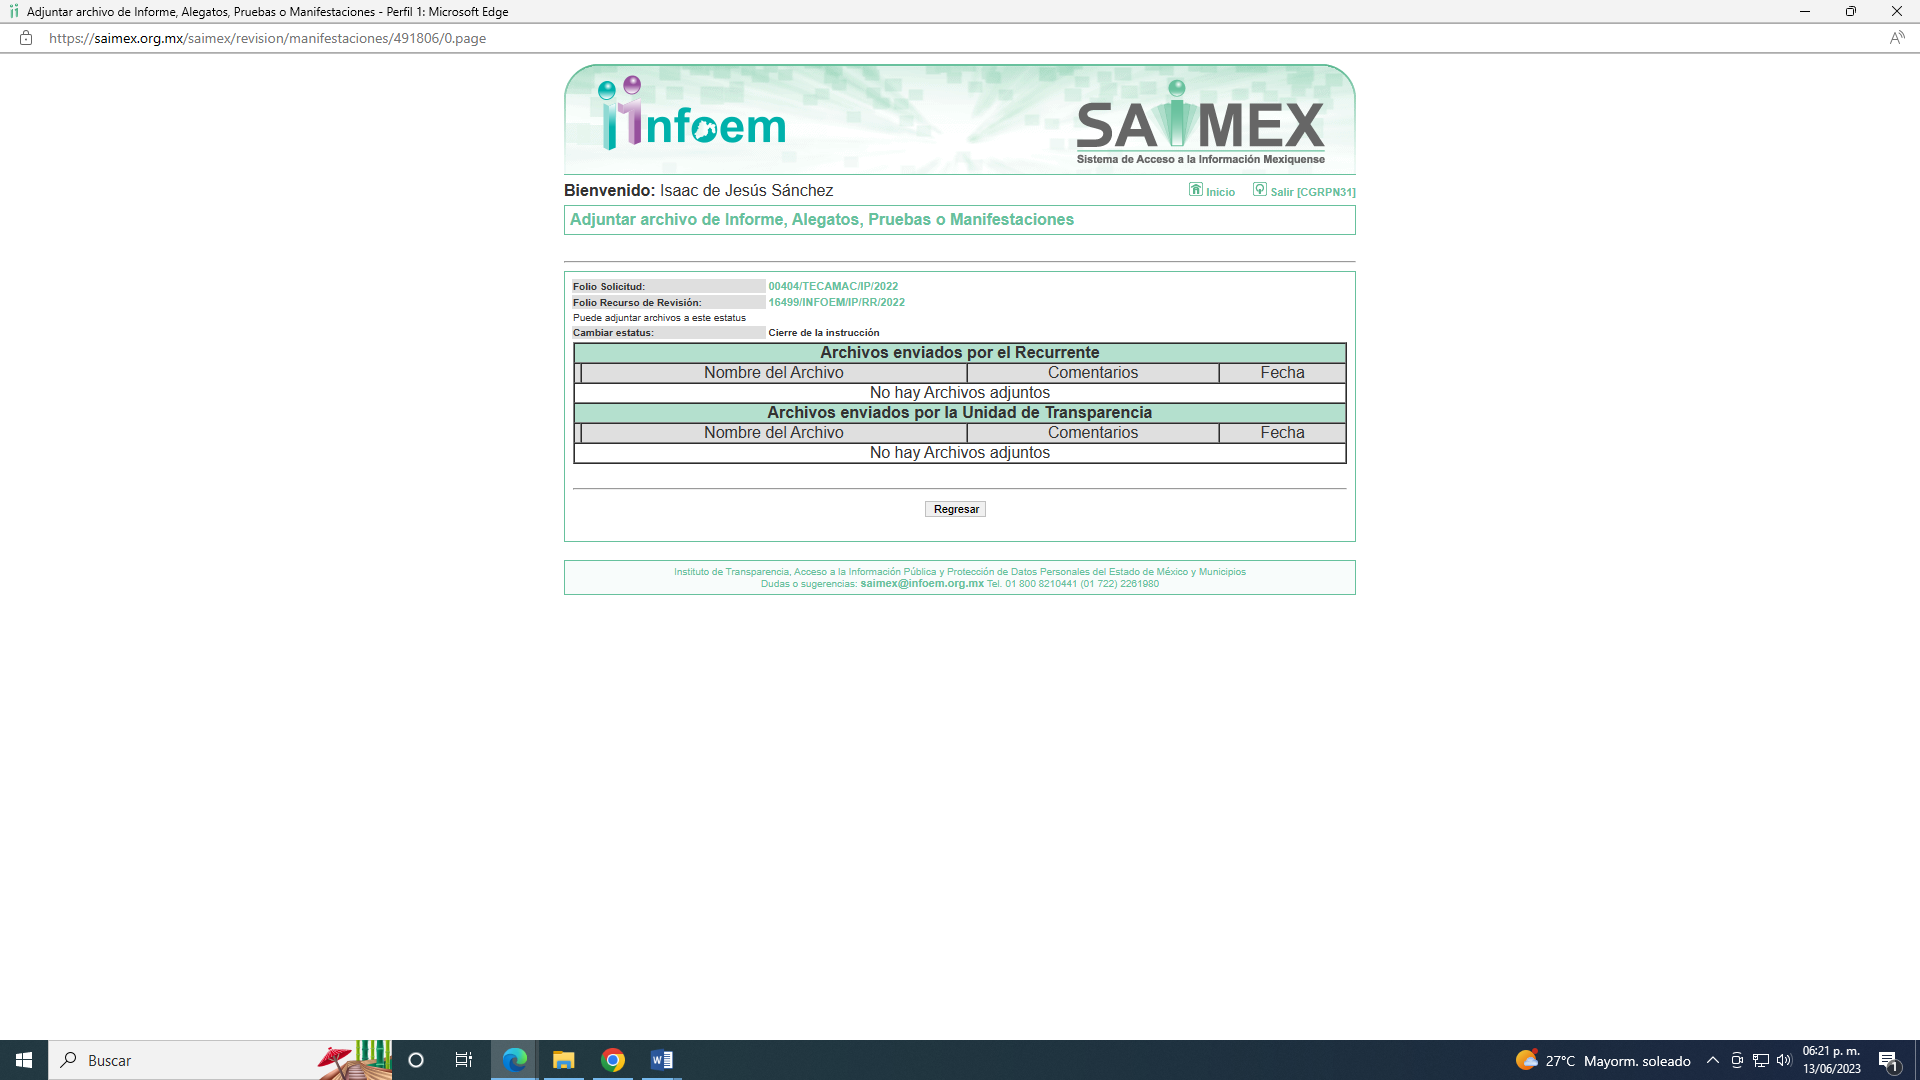 Adjuntar archivo de Informe, Alegatos, Pruebas o Manifestaciones - Perfil 1: Microsoft Edge
https://saimex.org.mx/saimex/revision/manifestaciones/491806/0.page
infoem
SAIMEX
Sistema de Acceso a la Información Mexiquense
Bienvenido: Isaac de Jesús Sánchez
Inicio Salir [CGRPN31]
Adjuntar archivo de Informe, Alegatos, Pruebas o Manifestaciones
Folio Solicitud: 00404/TECAMAC/IP/2022
Folio Recurso de Revisión: 16499/INFOEM/IP/RR/2022
Puede adjuntar archivos a este estatus
Cambiar estatus: Cierre de la instrucción
Archivos enviados por el Recurrente
Nombre del Archivo Comentarios Fecha
No hay Archivos adjuntos
Archivos enviados por la Unidad de Transparencia
Nombre del Archivo Comentarios Fecha
No hay Archivos adjuntos
Regresar
Instituto de Transparencia, Acceso a la Información Pública y Protección de Datos Personales del Estado de México y Municipios
Dudas o sugerencias: saimex@infoem.org.mx Tel. 01 800 8210441 (01 722) 2261980
Buscar
27°C Mayorm. soleado
06:21 p. m.
13/06/2023
1